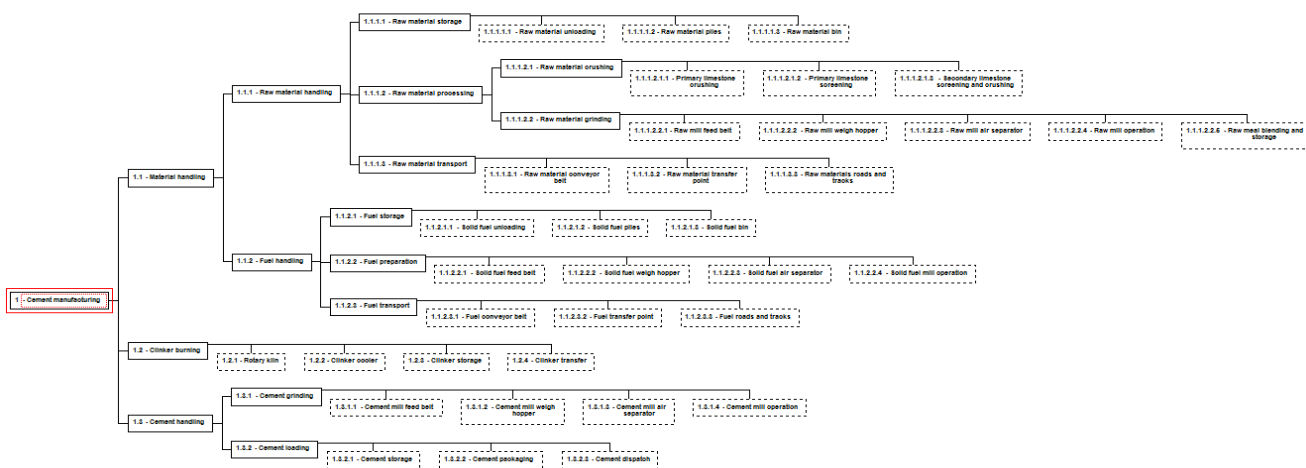 1.1.1.1 - Raw material storage
1.1.1.1.1 - Raw material unloading
1.1.1.1.2 - Raw material piles
1.1.1.1.3 - Raw material bin
1.1.1.2.1 - Raw material crushing
1.1.1.2.1.1 - Primary limestone
crushing
1.1.1.2.1.2 - Primary limestone
screening
1.1.1.2.1.3 - Secondary limestone
screening and crushing
1.1.1 - Raw material handling
1.1.1.2 - Raw material processing
1.1.1.2.2 - Raw material grinding
1.1.1.2.2.1 - Raw mill feed belt
1.1.1.2.2.2 - Raw mill weigh hopper
1.1.1.2.2.3 - Raw mill air separator
1.1.1.2.2.4 - Raw mill operation
1.1.1.2.2.5 - Raw meal blending and
storage
1.1.1.3 - Raw material transport
1.1.1.3.1 - Raw material conveyor
belt
1.1.1.3.2 - Raw material transfer
point
1.1.1.3.3 - Raw materials roads and
tracks
1.1 - Material handling
1.1.2.1 - Fuel storage
1.1.2.1.1 - Solid fuel unloading
1.1.2.1.2 - Solid fuel piles
1.1.2.1.3 - Solid fuel bin
1.1.2 - Fuel handling
1.1.2.2 - Fuel preparation
1.1.2.2.1 - Solid fuel feed belt
1.1.2.2.2 - Solid fuel weigh hopper
1.1.2.2.3 - Solid fuel air separator
1.1.2.2.4 - Solid fuel mill operation
1 - Cement manufacturing
1.1.2.3 - Fuel transport
1.1.2.3.1 - Fuel conveyor belt
1.1.2.3.2 - Fuel transfer point
1.1.2.3.3 - Fuel roads and tracks
1.2 - Clinker burning
1.2.1 - Rotary kiln
1.2.2 - Clinker cooler
1.2.3 - Clinker storage
1.2.4 - Clinker transfer
1.3.1 - Cement grinding
1.3.1.1 - Cement mill feed belt
1.3.1.2 - Cement mill weigh
hopper
1.3.1.3 - Cement mill air
separator
1.3.1.4 - Cement mill operation
1.3 - Cement handling
1.3.2 - Cement loading
1.3.2.1 - Cement storage
1.3.2.2 - Cement packaging
1.3.2.3 - Cement dispatch